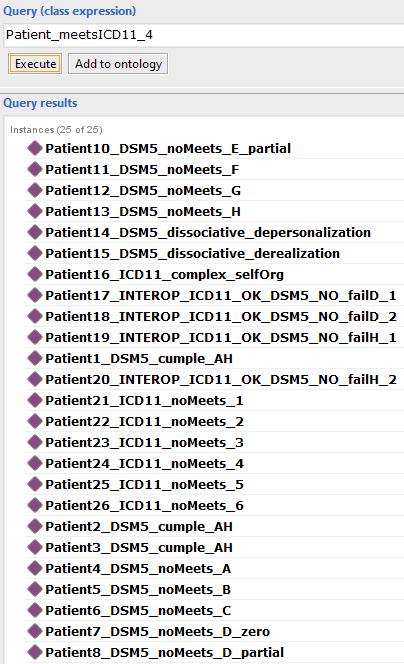 Query (class expression)
Patient_meetsICD11_4
Execute Add to ontology
Query results
Instances (25 of 25)
Patient10_DSM5_noMeets_E_partial
Patient11_DSM5_noMeets_F
Patient12_DSM5_noMeets_G
Patient13_DSM5_noMeets_H
Patient14_DSM5_dissociative_depersonalization
Patient15_DSM5_dissociative_derealization
Patient16_ICD11_complex_selfOrg
Patient17_INTEROP_ICD11_OK_DSM5_NO_failD_1
Patient18_INTEROP_ICD11_OK_DSM5_NO_failD_2
Patient19_INTEROP_ICD11_OK_DSM5_NO_failH_1
Patient1_DSM5_cumple_AH
Patient20_INTEROP_ICD11_OK_DSM5_NO_failH_2
Patient21_ICD11_noMeets_1
Patient22_ICD11_noMeets_2
Patient23_ICD11_noMeets_3
Patient24_ICD11_noMeets_4
Patient25_ICD11_noMeets_5
Patient26_ICD11_noMeets_6
Patient2_DSM5_cumple_AH
Patient3_DSM5_cumple_AH
Patient4_DSM5_noMeets_A
Patient5_DSM5_noMeets_B
Patient6_DSM5_noMeets_C
Patient7_DSM5_noMeets_D_zero
Patient8_DSM5_noMeets_D_partial